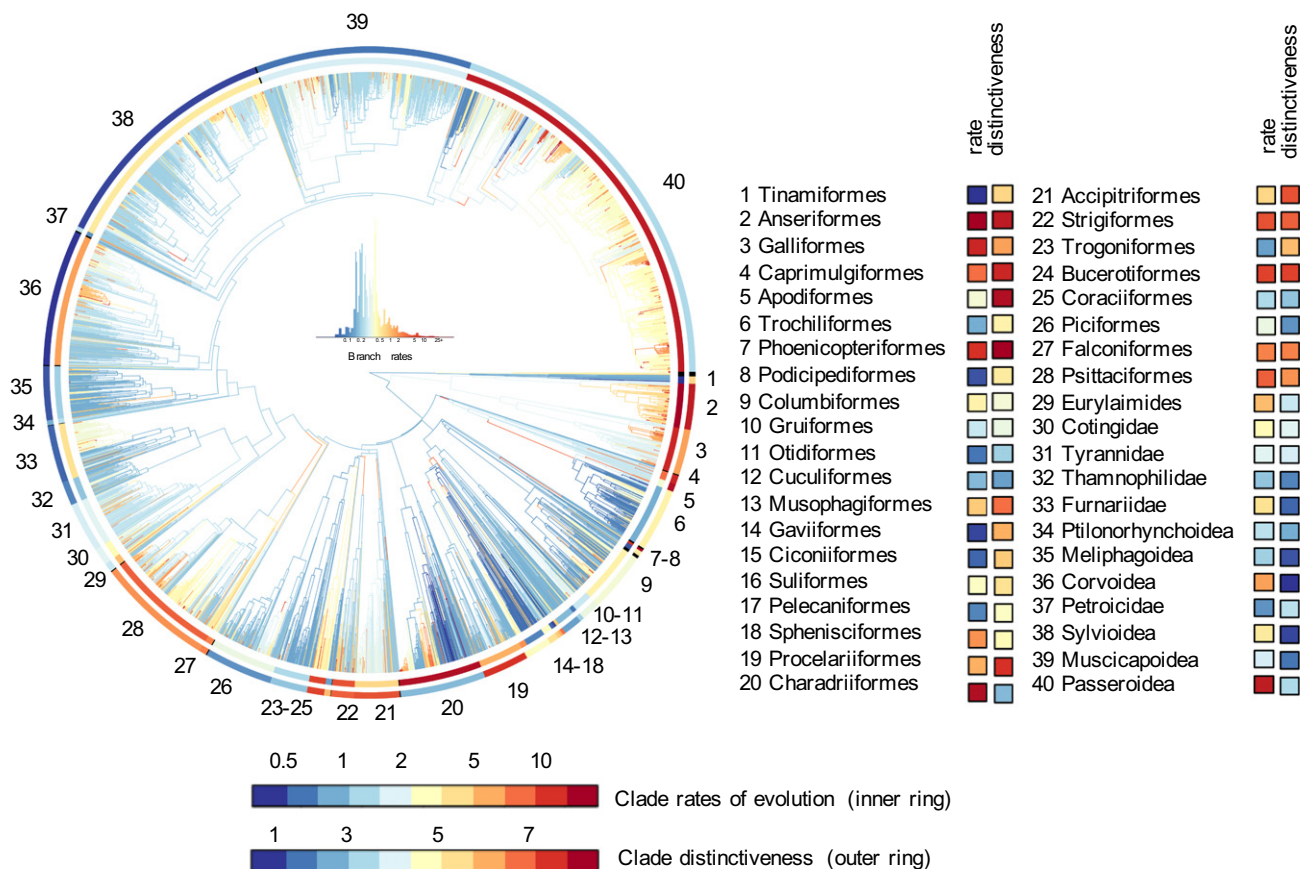 39
38
40
37
36
35
34
33
32
31
30
29
28
27
26
23-25
22
21
20
19
14-18
12-13
10-11
9
7-8
6
5
4
3
2
1
0.1 0.2 0.5 1 2 5 10 25+
Branch rates
rate
distinctiveness
1 Tinamiformes
2 Anseriformes
3 Galliformes
4 Caprimulgiformes
5 Apodiformes
6 Trochiliformes
7 Phoenicopteriformes
8 Podicipediformes
9 Columbiformes
10 Gruiformes
11 Otidiformes
12 Cuculiformes
13 Musophagiformes
14 Gaviiformes
15 Ciconiiformes
16 Suliformes
17 Pelecaniformes
18 Sphenisciformes
19 Procelariiformes
20 Charadriiformes
rate
distinctiveness
21 Accipitriformes
22 Strigiformes
23 Trogoniformes
24 Bucerotiformes
25 Coraciiformes
26 Piciformes
27 Falconiformes
28 Psittaciformes
29 Eurylaimides
30 Cotingidae
31 Tyrannidae
32 Thamnophilidae
33 Furnariidae
34 Ptilonorhynchoidea
35 Meliphagoidea
36 Corvoidea
37 Petroicidae
38 Sylvioidea
39 Muscicapoidea
40 Passeroidea
0.5 1 2 5 10
Clade rates of evolution (inner ring)
1 3 5 7
Clade distinctiveness (outer ring)